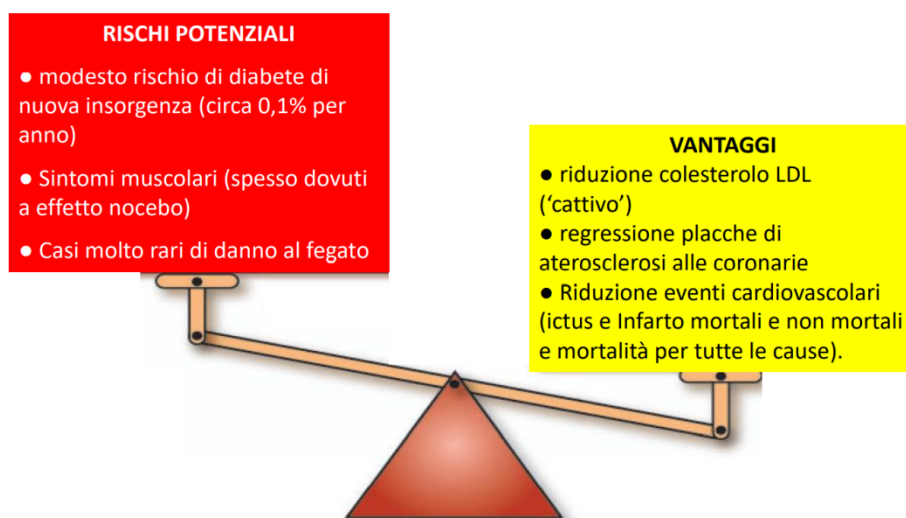 RISCHI POTENZIALI
● modesto rischio di diabete di
nuova insorgenza (circa 0,1% per
anno)
● Sintomi muscolari (spesso dovuti
a effetto nocebo)
● Casi molto rari di danno al fegato
VANTAGGI
● riduzione colesterolo LDL
(‘cattivo’)
● regressione placche di
aterosclerosi alle coronarie
● Riduzione eventi cardiovascolari
(ictus e Infarto mortali e non mortali
e mortalità per tutte le cause).